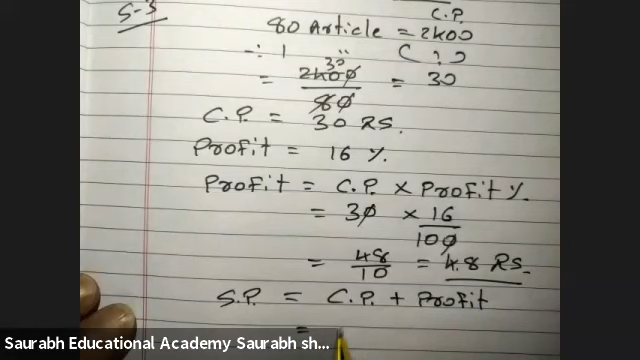 S-3
C.P.
80 Article = 2400
∴ 1 " ( ? )
30
= 2400 = 30
80
C.P. = 30 RS.
Profit = 16 %.
Profit = C.P. x Profit %.
= 30 x 16
100
= 48 = 4.8 RS.
10
S.P. = C.P. + Profit
=
Saurabh Educational Academy Saurabh sh...